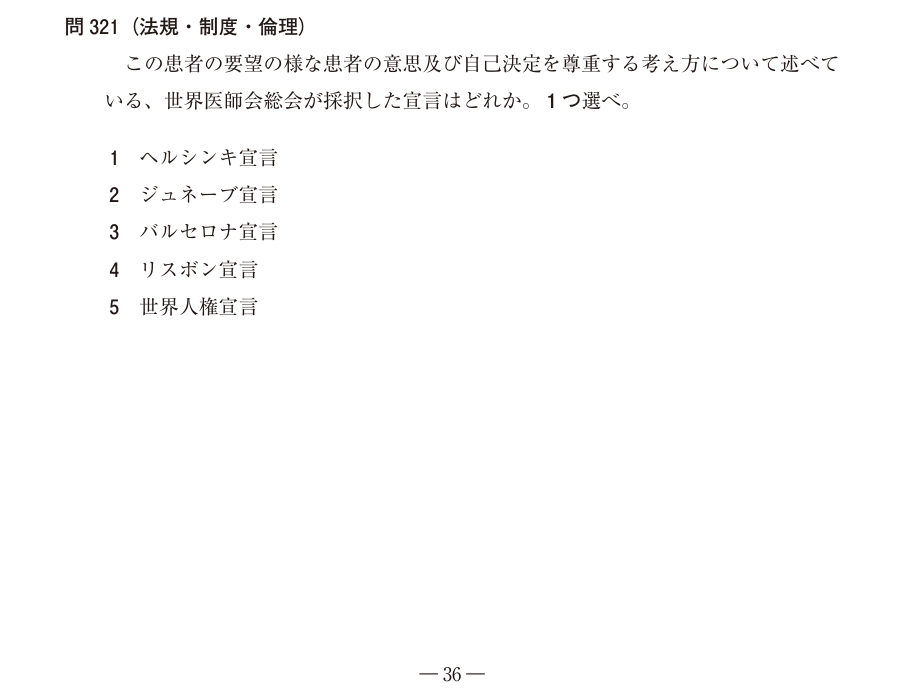 問 321（法規・制度・倫理）
この患者の要望の様な患者の意思及び自己決定を尊重する考え方について述べて
いる、世界医師会総会が採択した宣言はどれか。1つ選べ。
1 ヘルシンキ宣言
2 ジュネーブ宣言
3 バルセロナ宣言
4 リスボン宣言
5 世界人権宣言
— 36 —